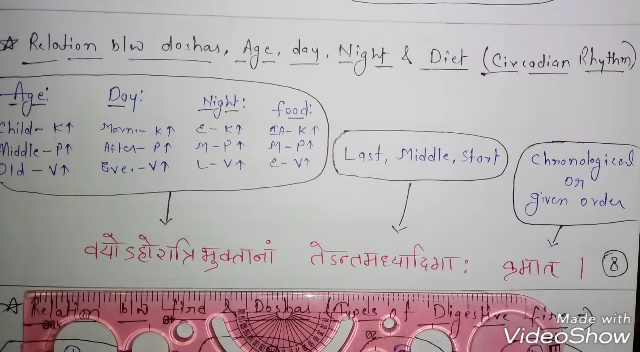 ★ Relation b/w doshas, Age, day, Night & Diet (Circadian Rhythm)
Age: Day: Night: food:
Child- K↑ Morni- K↑ E- K↑ K↑
Middle- P↑ After- P↑ M- P↑ M- P↑
Old- V↑ Eve.- V↑ L- V↑ E- V↑
Last, Middle, Start
Chronological
or
given order
वयोऽहोरात्रिभुक्तानां तेऽन्तमध्यादिगाः क्रमात् । 8
★ Relation b/w & Doshas (Types of Digestive
Made with
VideoShow